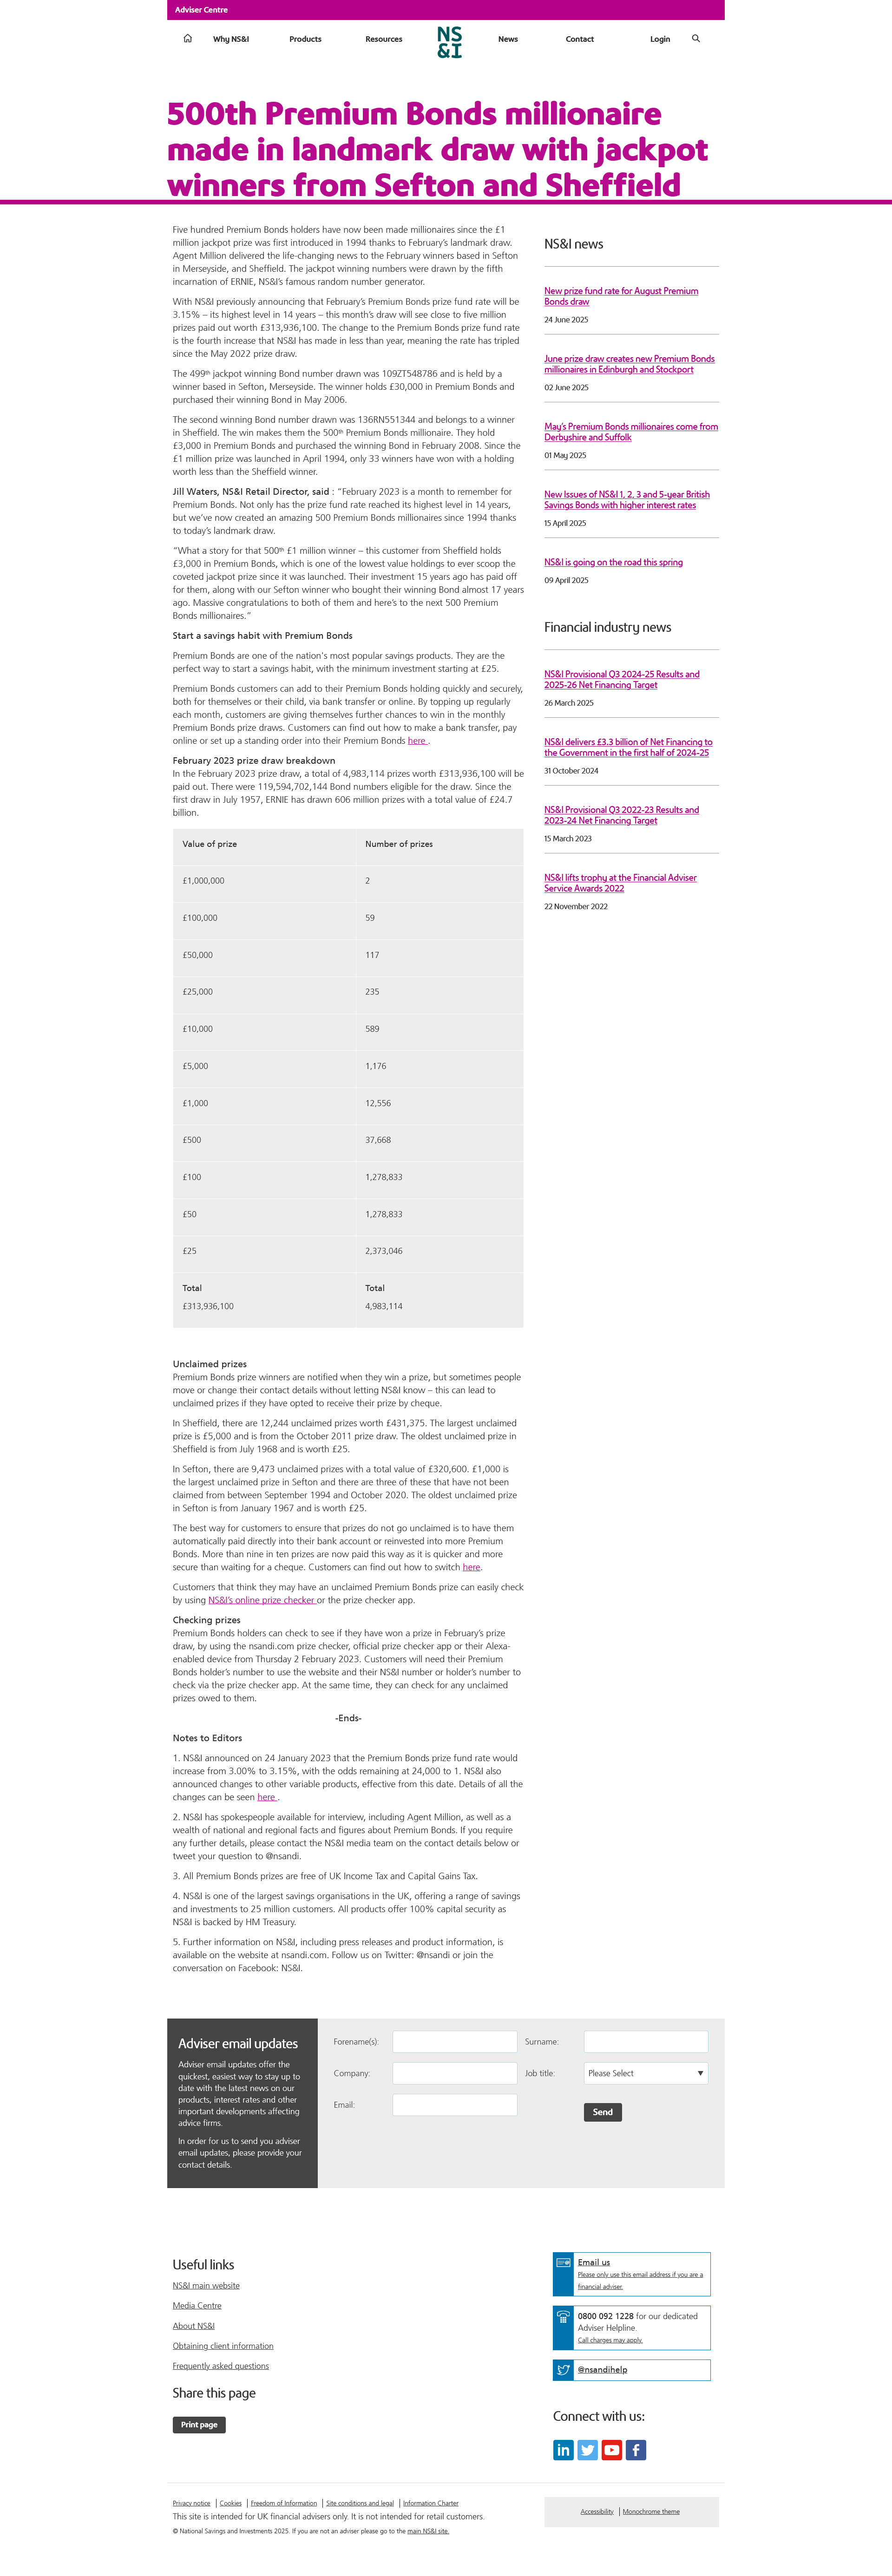 Adviser Centre
Why NS&I
Products
Resources
NS
&I
News
Contact
Login
500th Premium Bonds millionaire
made in landmark draw with jackpot
winners from Sefton and Sheffield
Five hundred Premium Bonds holders have now been made millionaires since the £1
million jackpot prize was first introduced in 1994 thanks to February's landmark draw.
Agent Million delivered the life-changing news to the February winners based in Sefton
in Merseyside, and Sheffield. The jackpot winning numbers were drawn by the fifth
incarnation of ERNIE, NS&I's famous random number generator.
With NS&I previously announcing that February's Premium Bonds prize fund rate will be
3.15% – its highest level in 14 years – this month's draw will see close to five million
prizes paid out worth £313,936,100. The change to the Premium Bonds prize fund rate
is the fourth increase that NS&I has made in less than year, meaning the rate has tripled
since the May 2022 prize draw.
The 499th jackpot winning Bond number drawn was 109ZT548786 and is held by a
winner based in Sefton, Merseyside. The winner holds £30,000 in Premium Bonds and
purchased their winning Bond in May 2006.
The second winning Bond number drawn was 136RN551344 and belongs to a winner
in Sheffield. The win makes them the 500th Premium Bonds millionaire. They hold
£3,000 in Premium Bonds and purchased the winning Bond in February 2008. Since the
£1 million prize was launched in April 1994, only 33 winners have won with a holding
worth less than the Sheffield winner.
Jill Waters, NS&I Retail Director, said : "February 2023 is a month to remember for
Premium Bonds. Not only has the prize fund rate reached its highest level in 14 years,
but we've now created an amazing 500 Premium Bonds millionaires since 1994 thanks
to today's landmark draw.
"What a story for that 500th £1 million winner – this customer from Sheffield holds
£3,000 in Premium Bonds, which is one of the lowest value holdings to ever scoop the
coveted jackpot prize since it was launched. Their investment 15 years ago has paid off
for them, along with our Sefton winner who bought their winning Bond almost 17 years
ago. Massive congratulations to both of them and here's to the next 500 Premium
Bonds millionaires."
Start a savings habit with Premium Bonds
Premium Bonds are one of the nation's most popular savings products. They are the
perfect way to start a savings habit, with the minimum investment starting at £25.
Premium Bonds customers can add to their Premium Bonds holding quickly and securely,
both for themselves or their child, via bank transfer or online. By topping up regularly
each month, customers are giving themselves further chances to win in the monthly
Premium Bonds prize draws. Customers can find out how to make a bank transfer, pay
online or set up a standing order into their Premium Bonds here .
February 2023 prize draw breakdown
In the February 2023 prize draw, a total of 4,983,114 prizes worth £313,936,100 will be
paid out. There were 119,594,702,144 Bond numbers eligible for the draw. Since the
first draw in July 1957, ERNIE has drawn 606 million prizes with a total value of £24.7
billion.
Value of prize Number of prizes
£1,000,000 2
£100,000 59
£50,000 117
£25,000 235
£10,000 589
£5,000 1,176
£1,000 12,556
£500 37,668
£100 1,278,833
£50 1,278,833
£25 2,373,046
Total Total
£313,936,100 4,983,114
Unclaimed prizes
Premium Bonds prize winners are notified when they win a prize, but sometimes people
move or change their contact details without letting NS&I know – this can lead to
unclaimed prizes if they have opted to receive their prize by cheque.
In Sheffield, there are 12,244 unclaimed prizes worth £431,375. The largest unclaimed
prize is £5,000 and is from the October 2011 prize draw. The oldest unclaimed prize in
Sheffield is from July 1968 and is worth £25.
In Sefton, there are 9,473 unclaimed prizes with a total value of £320,600. £1,000 is
the largest unclaimed prize in Sefton and there are three of these that have not been
claimed from between September 1994 and October 2020. The oldest unclaimed prize
in Sefton is from January 1967 and is worth £25.
The best way for customers to ensure that prizes do not go unclaimed is to have them
automatically paid directly into their bank account or reinvested into more Premium
Bonds. More than nine in ten prizes are now paid this way as it is quicker and more
secure than waiting for a cheque. Customers can find out how to switch here.
Customers that think they may have an unclaimed Premium Bonds prize can easily check
by using NS&I's online prize checker or the prize checker app.
Checking prizes
Premium Bonds holders can check to see if they have won a prize in February's prize
draw, by using the nsandi.com prize checker, official prize checker app or their Alexa-
enabled device from Thursday 2 February 2023. Customers will need their Premium
Bonds holder's number to use the website and their NS&I number or holder's number to
check via the prize checker app. At the same time, they can check for any unclaimed
prizes owed to them.
-Ends-
Notes to Editors
1. NS&I announced on 24 January 2023 that the Premium Bonds prize fund rate would
increase from 3.00% to 3.15%, with the odds remaining at 24,000 to 1. NS&I also
announced changes to other variable products, effective from this date. Details of all the
changes can be seen here .
2. NS&I has spokespeople available for interview, including Agent Million, as well as a
wealth of national and regional facts and figures about Premium Bonds. If you require
any further details, please contact the NS&I media team on the contact details below or
tweet your question to @nsandi.
3. All Premium Bonds prizes are free of UK Income Tax and Capital Gains Tax.
4. NS&I is one of the largest savings organisations in the UK, offering a range of savings
and investments to 25 million customers. All products offer 100% capital security as
NS&I is backed by HM Treasury.
5. Further information on NS&I, including press releases and product information, is
available on the website at nsandi.com. Follow us on Twitter: @nsandi or join the
conversation on Facebook: NS&I.
NS&I news
New prize fund rate for August Premium
Bonds draw
24 June 2025
June prize draw creates new Premium Bonds
millionaires in Edinburgh and Stockport
02 June 2025
May's Premium Bonds millionaires come from
Derbyshire and Suffolk
01 May 2025
New Issues of NS&I 1, 2, 3 and 5-year British
Savings Bonds with higher interest rates
15 April 2025
NS&I is going on the road this spring
09 April 2025
Financial industry news
NS&I Provisional Q3 2024-25 Results and
2025-26 Net Financing Target
26 March 2025
NS&I delivers £3.3 billion of Net Financing to
the Government in the first half of 2024-25
31 October 2024
NS&I Provisional Q3 2022-23 Results and
2023-24 Net Financing Target
15 March 2023
NS&I lifts trophy at the Financial Adviser
Service Awards 2022
22 November 2022
Adviser email updates
Adviser email updates offer the
quickest, easiest way to stay up to
date with the latest news on our
products, interest rates and other
important developments affecting
advice firms.
In order for us to send you adviser
email updates, please provide your
contact details.
Forename(s):
Surname:
Company:
Job title:
Please Select
Email:
Send
Useful links
NS&I main website
Media Centre
About NS&I
Obtaining client information
Frequently asked questions
Share this page
Print page
Email us
Please only use this email address if you are a
financial adviser.
0800 092 1228 for our dedicated
Adviser Helpline.
Call charges may apply.
@nsandihelp
Connect with us:
Privacy notice Cookies Freedom of Information Site conditions and legal Information Charter
This site is intended for UK financial advisers only. It is not intended for retail customers.
© National Savings and Investments 2025. If you are not an adviser please go to the main NS&I site.
Accessibility Monochrome theme